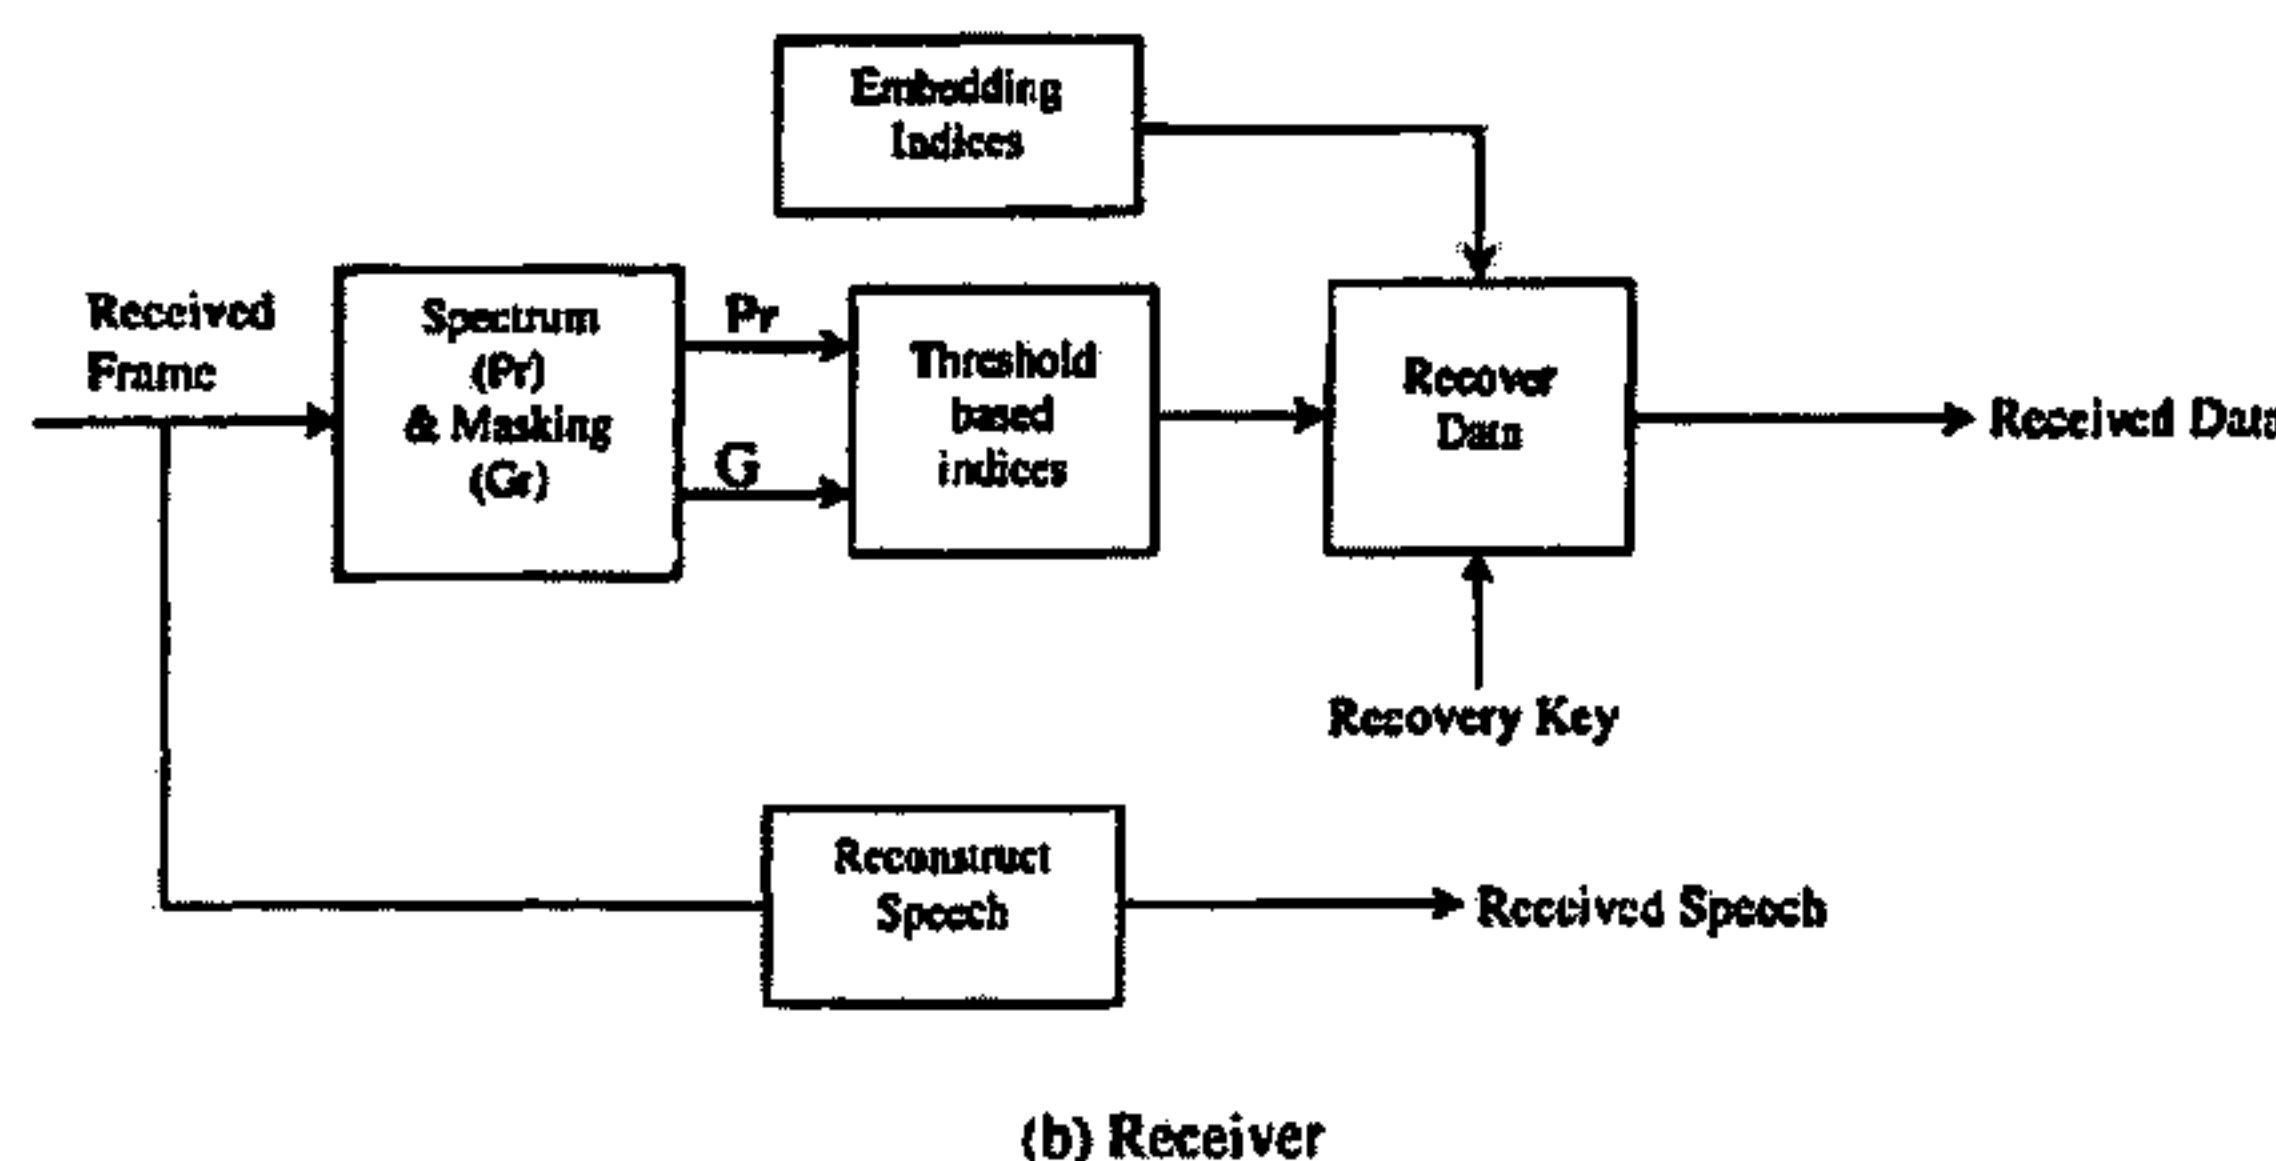 Embedding
Indices
Received
Frame
Spectrum
(Pr)
& Masking
(Gr)
Pr
G
Threshold
based
indices
Recover
Data
Received Data
Recovery Key
Reconstruct
Speech
Received Speech
(b) Receiver